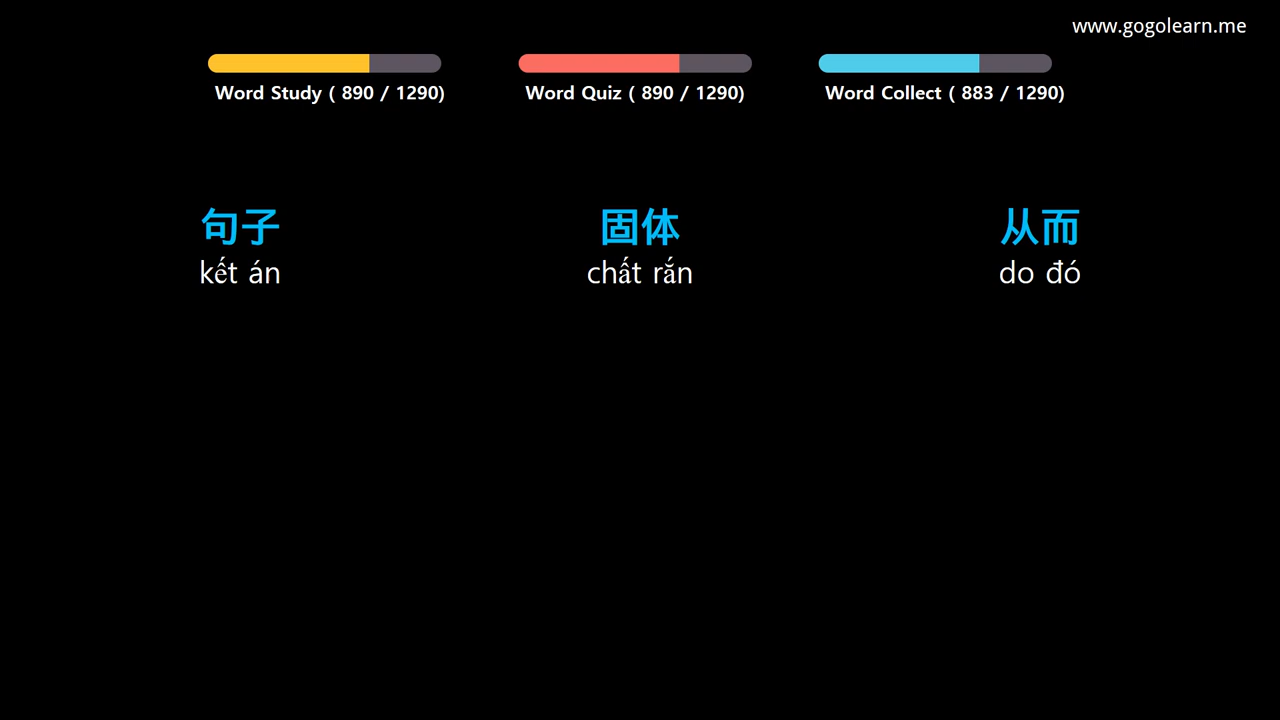 www.gogolearn.me
Word Study ( 890 / 1290)
Word Quiz ( 890 / 1290)
Word Collect ( 883 / 1290)
句子
固体
从而
kết án
chất rắn
do đó